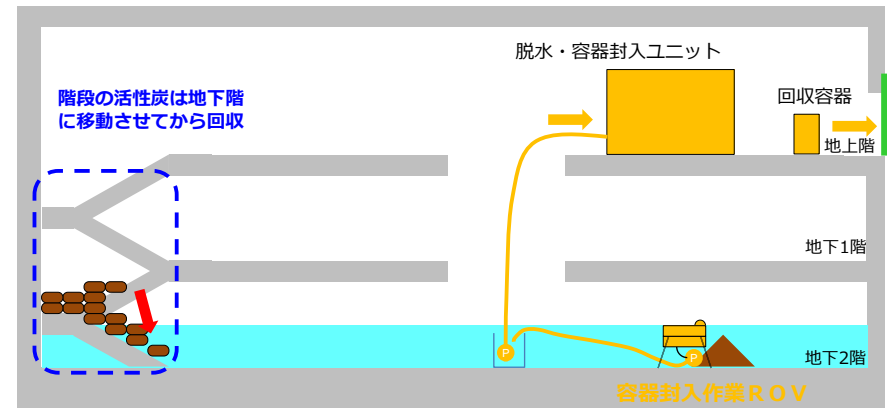 脱水・容器封入ユニット
階段の活性炭は地下階
に移動させてから回収
回収容器
地上階
地下1階
P
P
地下2階
容器封入作業ＲＯＶ